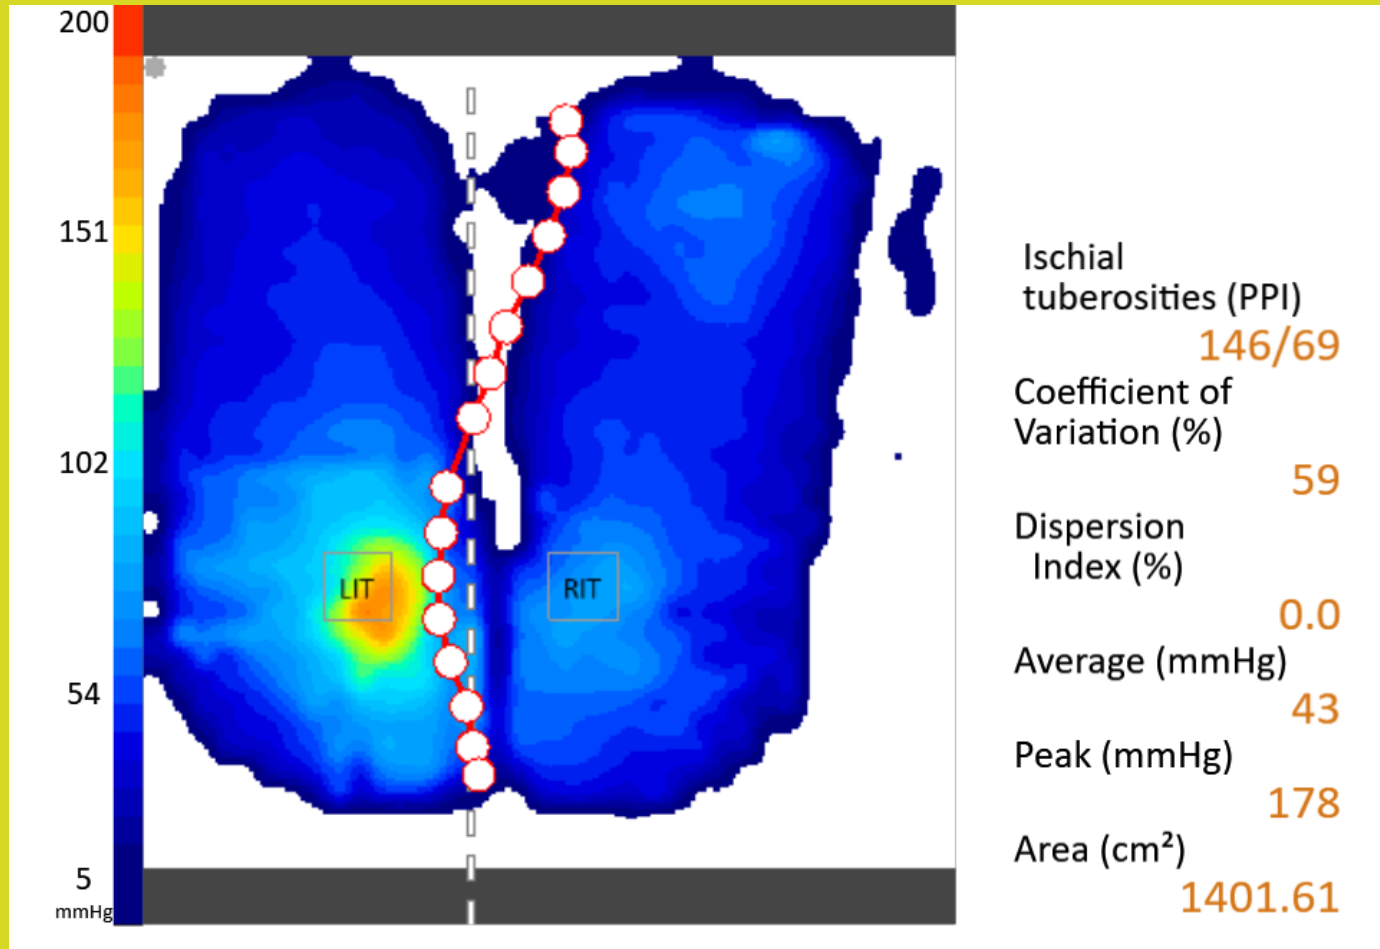 200
151
102
54
5
mmHg
LIT
RIT
Ischial
tuberosities (PPI)
146/69
Coefficient of
Variation (%)
59
Dispersion
Index (%)
0.0
Average (mmHg)
43
Peak (mmHg)
178
Area (cm²)
1401.61